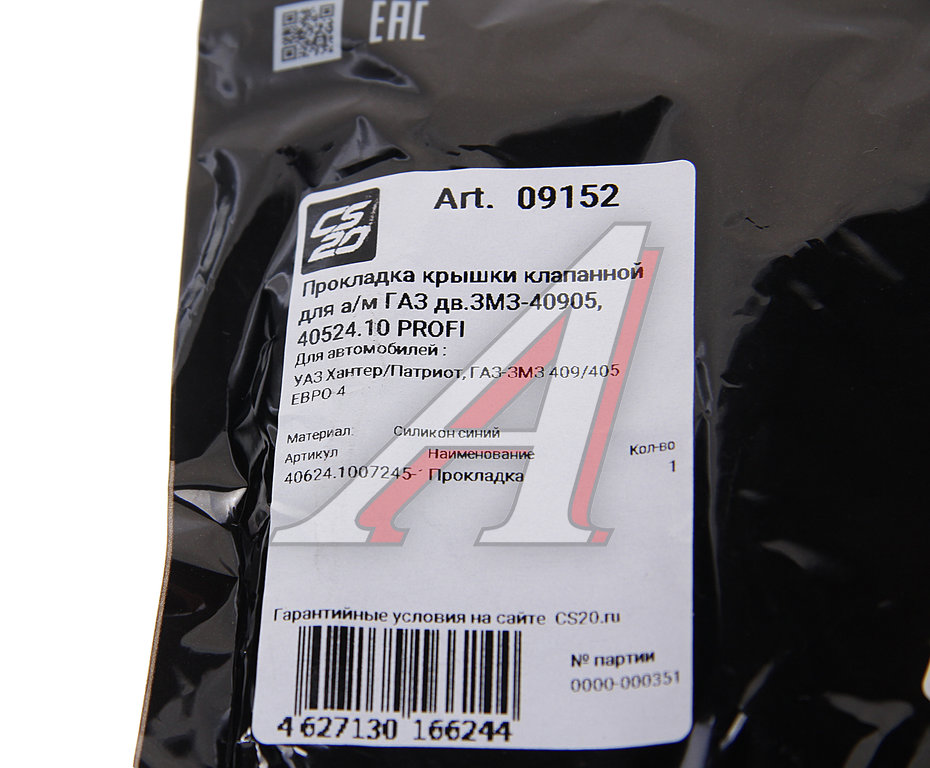 EAC
CS
20
Art. 09152
Прокладка крышки клапанной
для а/м ГАЗ дв.ЗМЗ-40905,
40524.10 PROFI
Для автомобилей :
УАЗ Хантер/Патриот, ГАЗ-ЗМЗ 409/405
ЕВРО-4
Материал: Силикон синий
Артикул Наименование Кол-во
40624.1007245- Прокладка 1
Гарантийные условия на сайте CS20.ru
№ партии
0000-000351
4 627130 166244